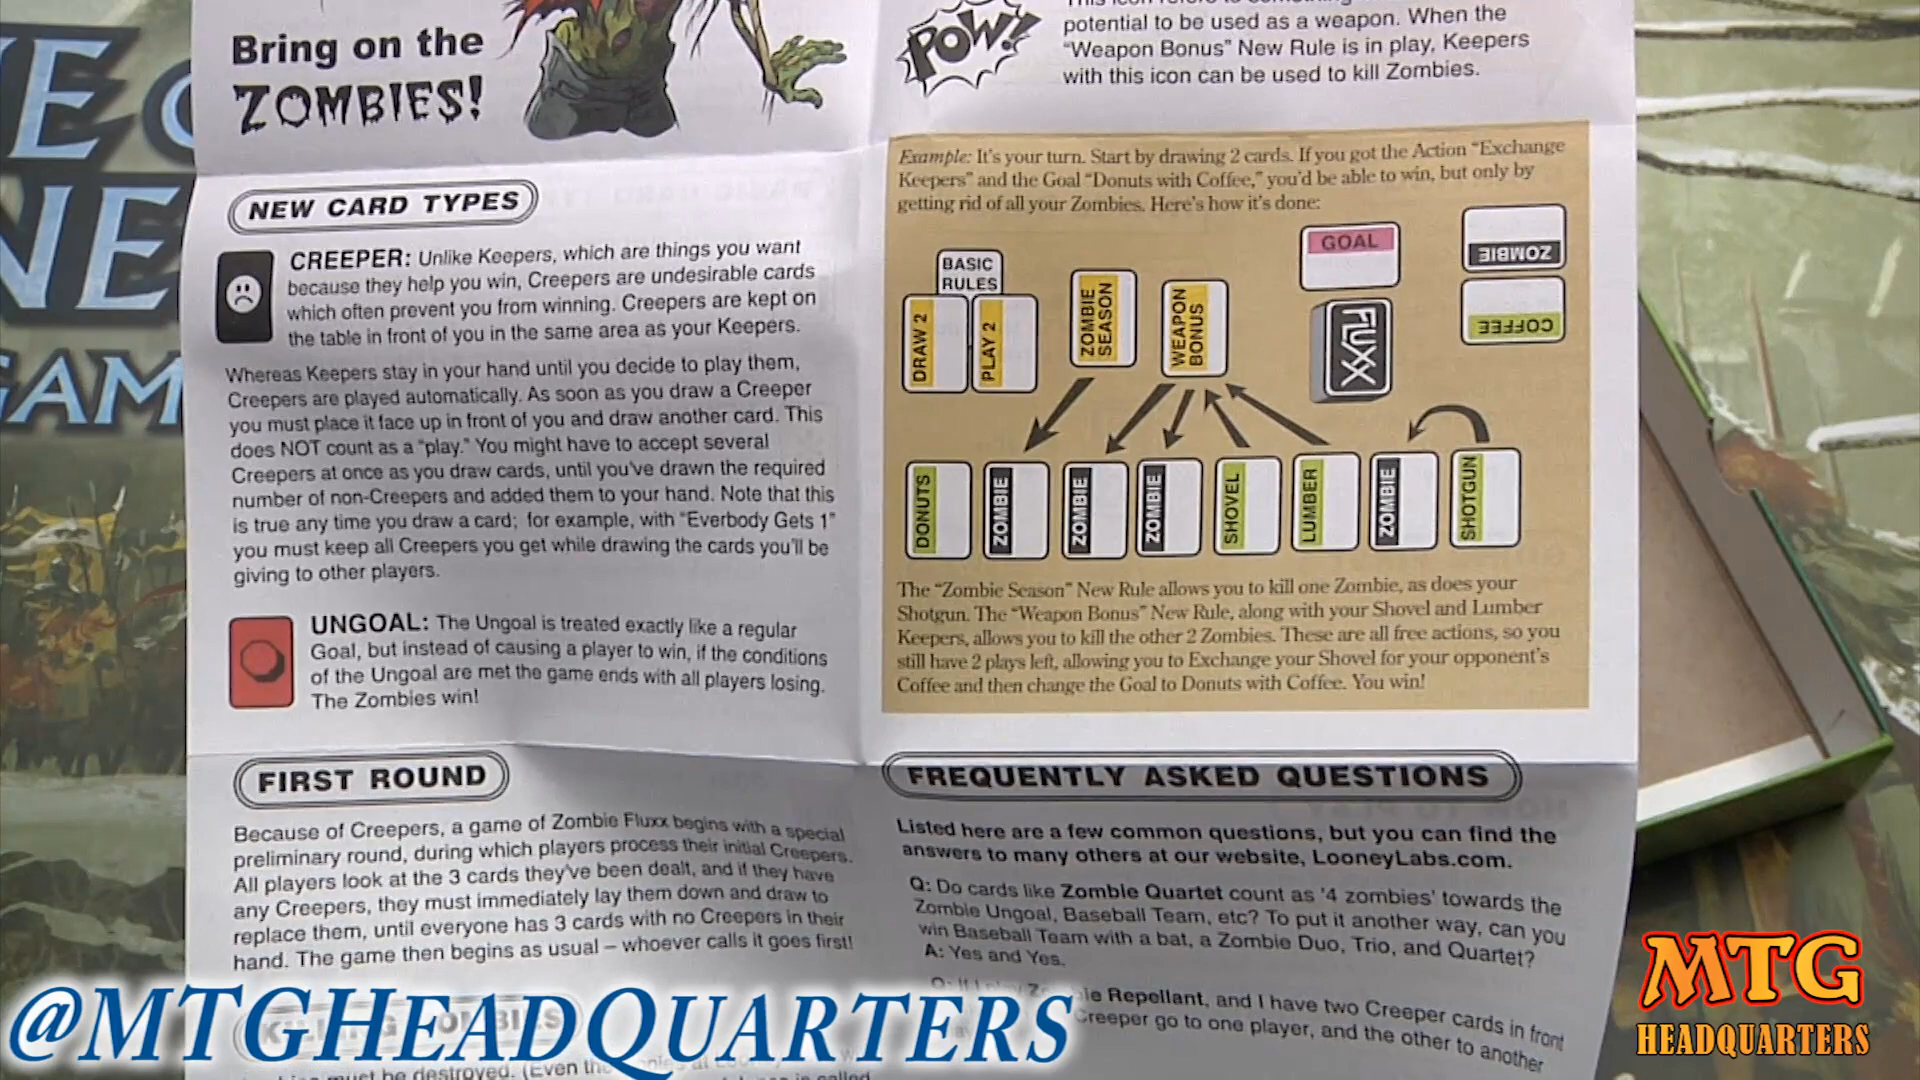 Bring on the
ZOMBIES!
NEW CARD TYPES
CREEPER: Unlike Keepers, which are things you want
because they help you win, Creepers are undesirable cards
which often prevent you from winning. Creepers are kept on
the table in front of you in the same area as your Keepers.
Whereas Keepers stay in your hand until you decide to play them,
Creepers are played automatically. As soon as you draw a Creeper
you must place it face up in front of you and draw another card. This
does NOT count as a "play." You might have to accept several
Creepers at once as you draw cards, until you've drawn the required
number of non-Creepers and added them to your hand. Note that this
is true any time you draw a card; for example, with "Everbody Gets 1"
you must keep all Creepers you get while drawing the cards you'll be
giving to other players.
UNGOAL: The Ungoal is treated exactly like a regular
Goal, but instead of causing a player to win, if the conditions
of the Ungoal are met the game ends with all players losing.
The Zombies win!
FIRST ROUND
Because of Creepers, a game of Zombie Fluxx begins with a special
preliminary round, during which players process their initial Creepers.
All players look at the 3 cards they've been dealt, and if they have
any Creepers, they must immediately lay them down and draw to
replace them, until everyone has 3 cards with no Creepers in their
hand. The game then begins as usual – whoever calls it goes first!
must be destroyed. (Even the
POW!
potential to be used as a weapon. When the
"Weapon Bonus" New Rule is in play, Keepers
with this icon can be used to kill Zombies.
Example: It's your turn. Start by drawing 2 cards. If you got the Action "Exchange
Keepers" and the Goal "Donuts with Coffee," you'd be able to win, but only by
getting rid of all your Zombies. Here's how it's done:
BASIC
RULES
DRAW 2
PLAY 2
ZOMBIE
SEASON
WEAPON
BONUS
GOAL
FLUXX
ZOMBIE
COFFEE
DONUTS
ZOMBIE
ZOMBIE
ZOMBIE
SHOVEL
LUMBER
ZOMBIE
SHOTGUN
The "Zombie Season" New Rule allows you to kill one Zombie, as does your
Shotgun. The "Weapon Bonus" New Rule, along with your Shovel and Lumber
Keepers, allows you to kill the other 2 Zombies. These are all free actions, so you
still have 2 plays left, allowing you to Exchange your Shovel for your opponent's
Coffee and then change the Goal to Donuts with Coffee. You win!
FREQUENTLY ASKED QUESTIONS
Listed here are a few common questions, but you can find the
answers to many others at our website, LooneyLabs.com.
Q: Do cards like Zombie Quartet count as '4 zombies' towards the
Zombie Ungoal, Baseball Team, etc? To put it another way, can you
win Baseball Team with a bat, a Zombie Duo, Trio, and Quartet?
A: Yes and Yes.
Repellant, and I have two Creeper cards in front
Creeper go to one player, and the other to another
@MTGHEADQUARTERS
MTG
HEADQUARTERS